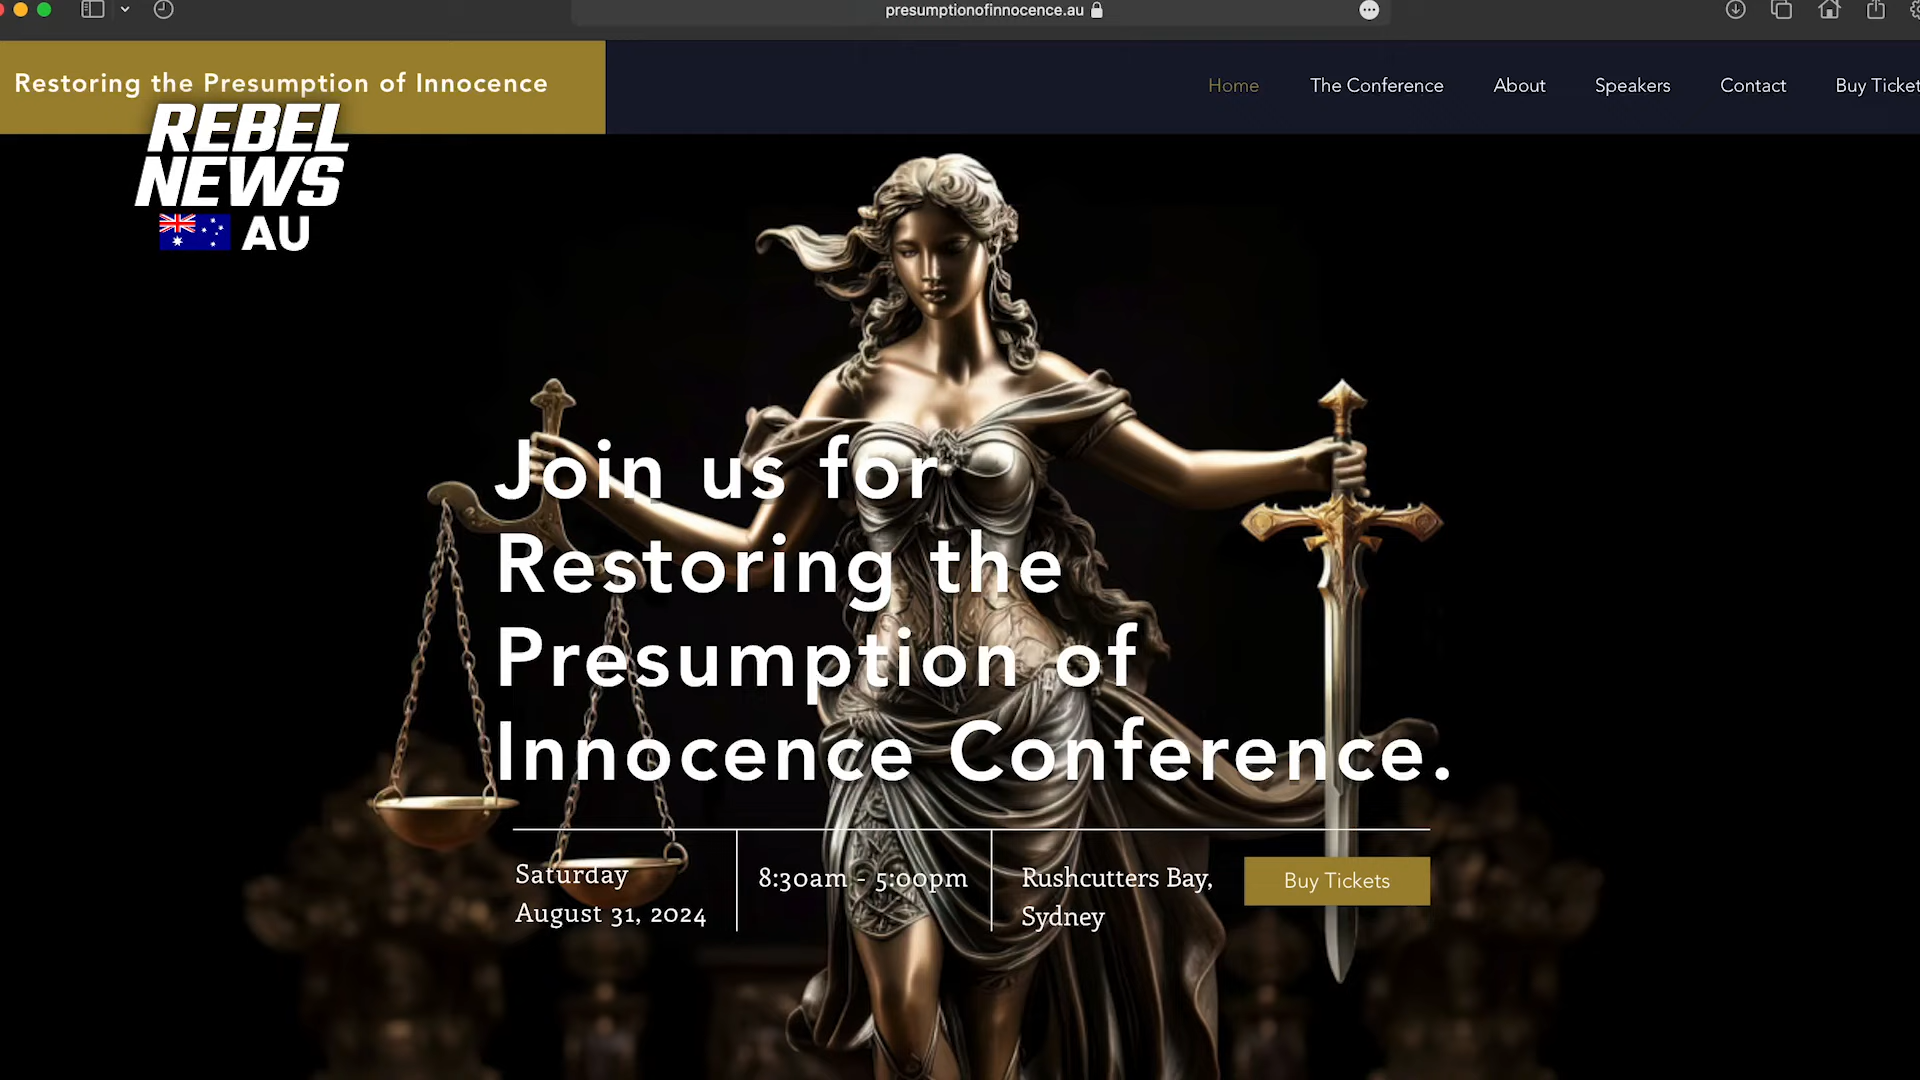 presumptionofinnocence.au
Restoring the Presumption of Innocence
Home The Conference About Speakers Contact Buy Ticket
REBEL
NEWS
AU
Join us for
Restoring the
Presumption of
Innocence Conference.
Saturday
August 31, 2024
8:30am - 5:00pm
Rushcutters Bay,
Sydney
Buy Tickets